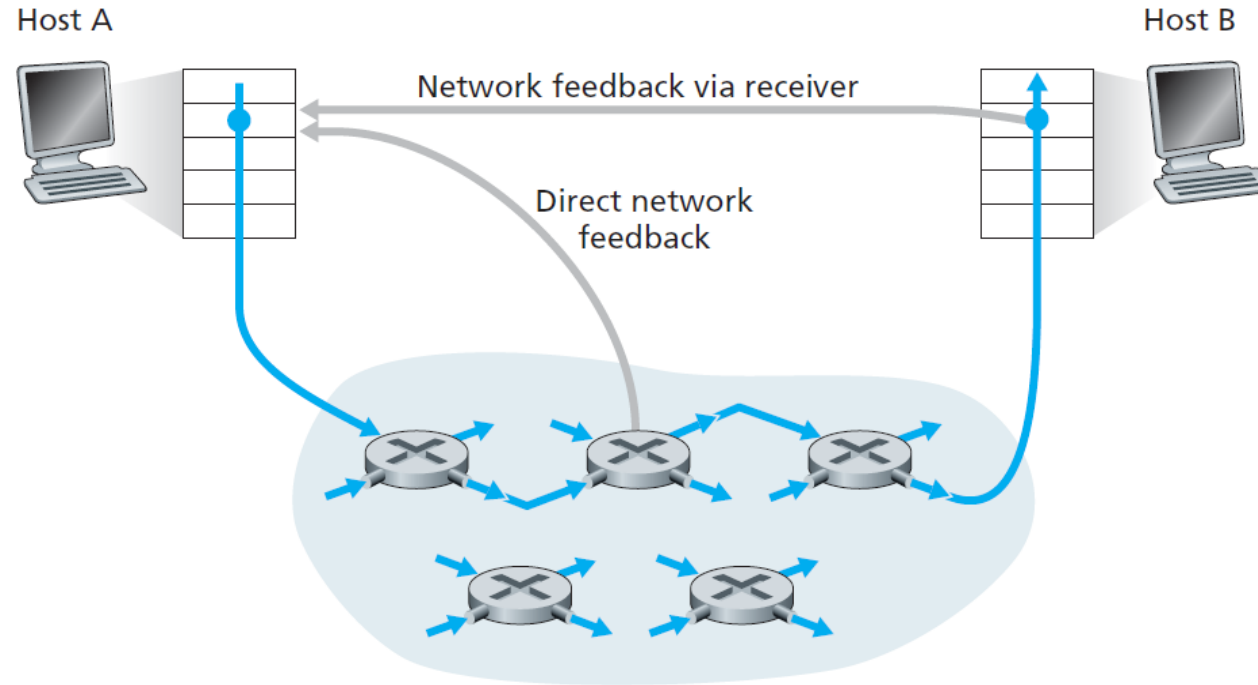 Host A
Host B
Network feedback via receiver
Direct network
feedback